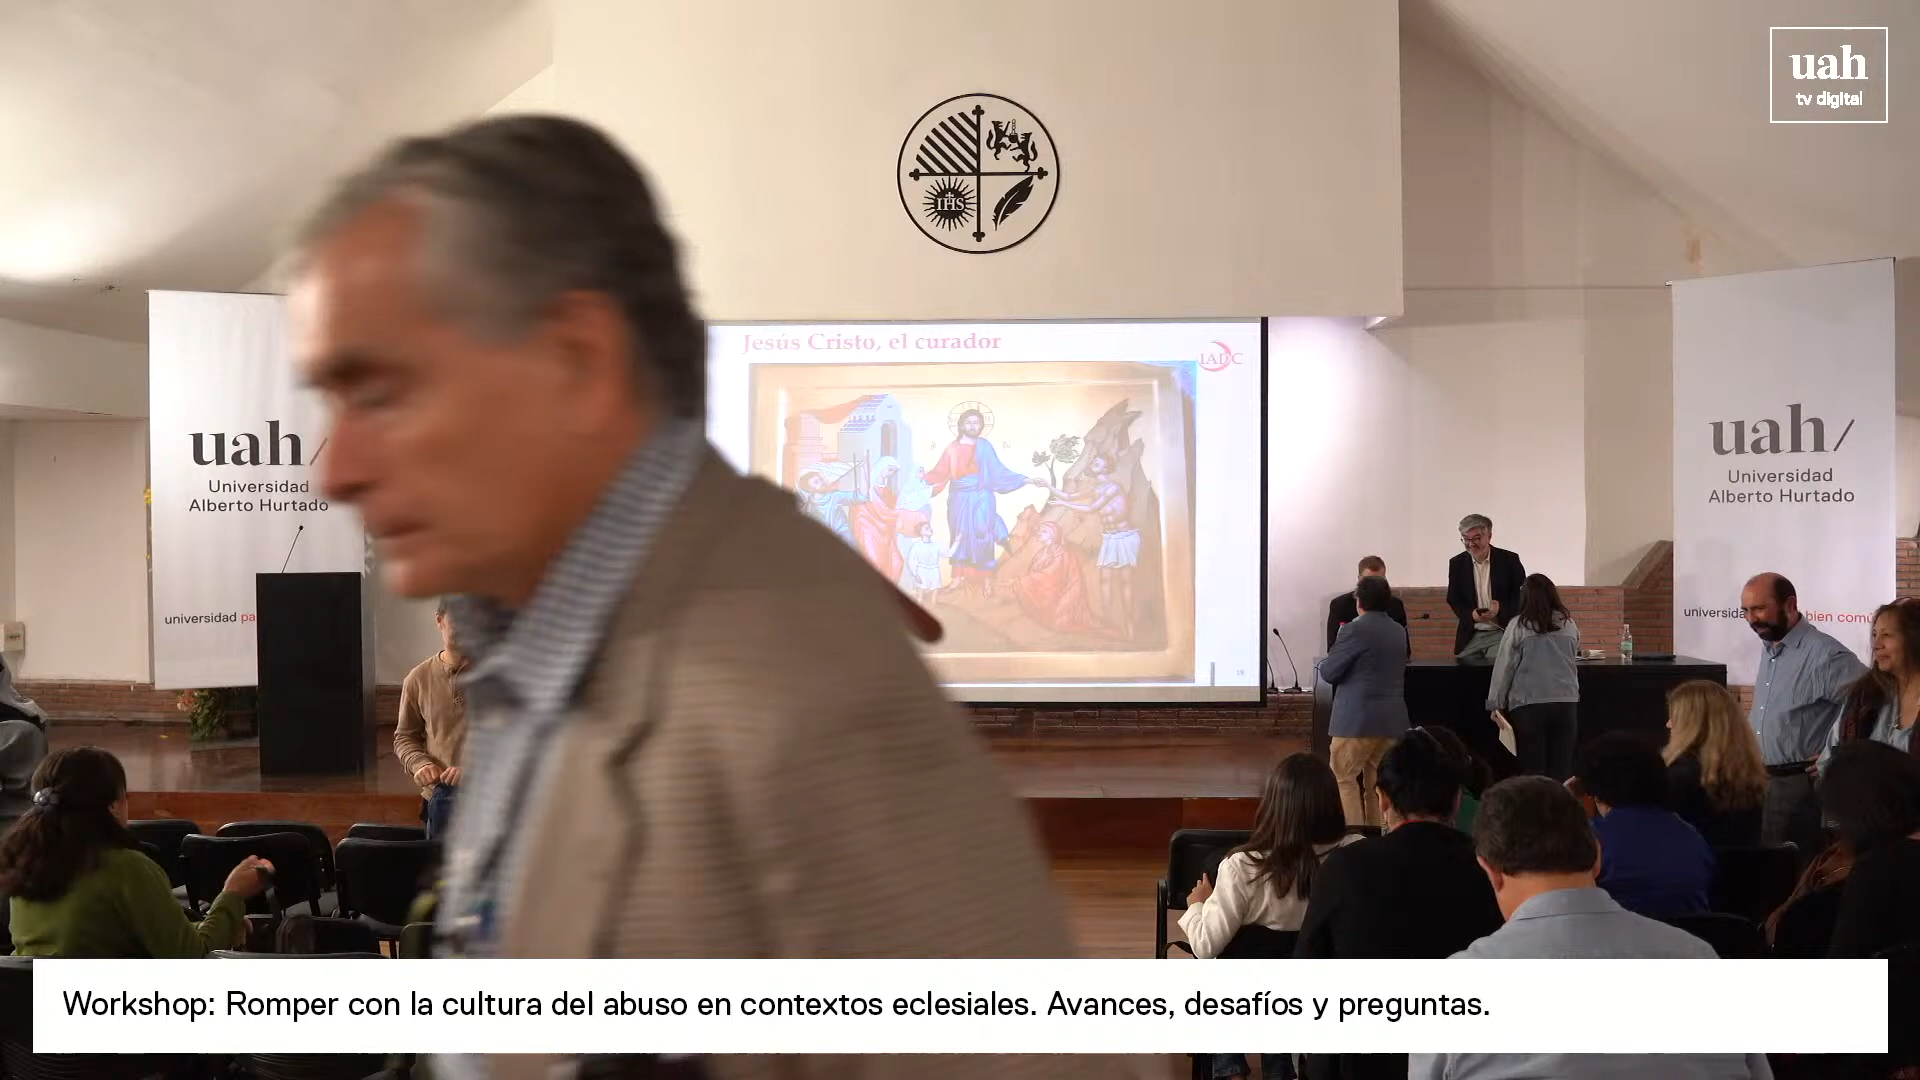 uah
tv digital
IHS
Jesús Cristo, el curador
IADC
uah/
Universidad
Alberto Hurtado
universidad pa
uah/
Universidad
Alberto Hurtado
bien comú
19
Workshop: Romper con la cultura del abuso en contextos eclesiales. Avances, desafíos y preguntas.